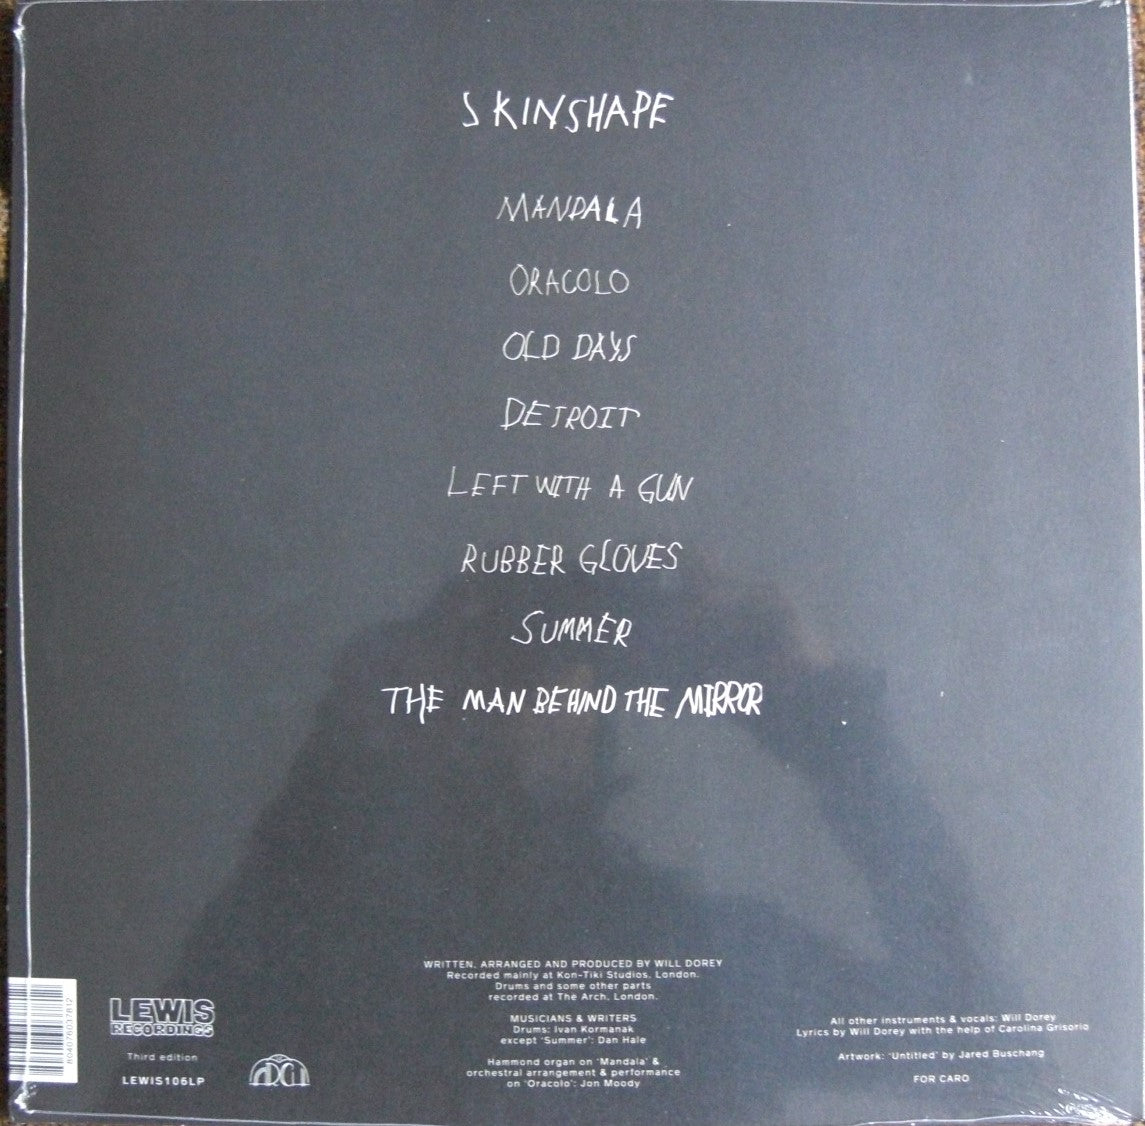 SKINSHAPE
MANDALA
ORACOLO
OLD DAYS
DETROIT
LEFT WITH A GUN
RUBBER GLOVES
SUMMER
THE MAN BEHIND THE MIRROR
WRITTEN, ARRANGED AND PRODUCED BY WILL DOREY
Recorded mainly at Kon-Tiki Studios, London.
Drums and some other parts
recorded at The Arch, London.
MUSICIANS & WRITERS
Drums: Ivan Kormanak
except 'Summer': Dan Hale
Hammond organ on 'Mandala' &
orchestral arrangement & performance
on 'Oracolo': Jon Moody
All other instruments & vocals: Will Dorey
Lyrics by Will Dorey with the help of Carolina Grisorio
Artwork: 'Untitled' by Jared Buschang
FOR CARO
LEWIS
RECORDINGS
Third edition
LEWIS106LP